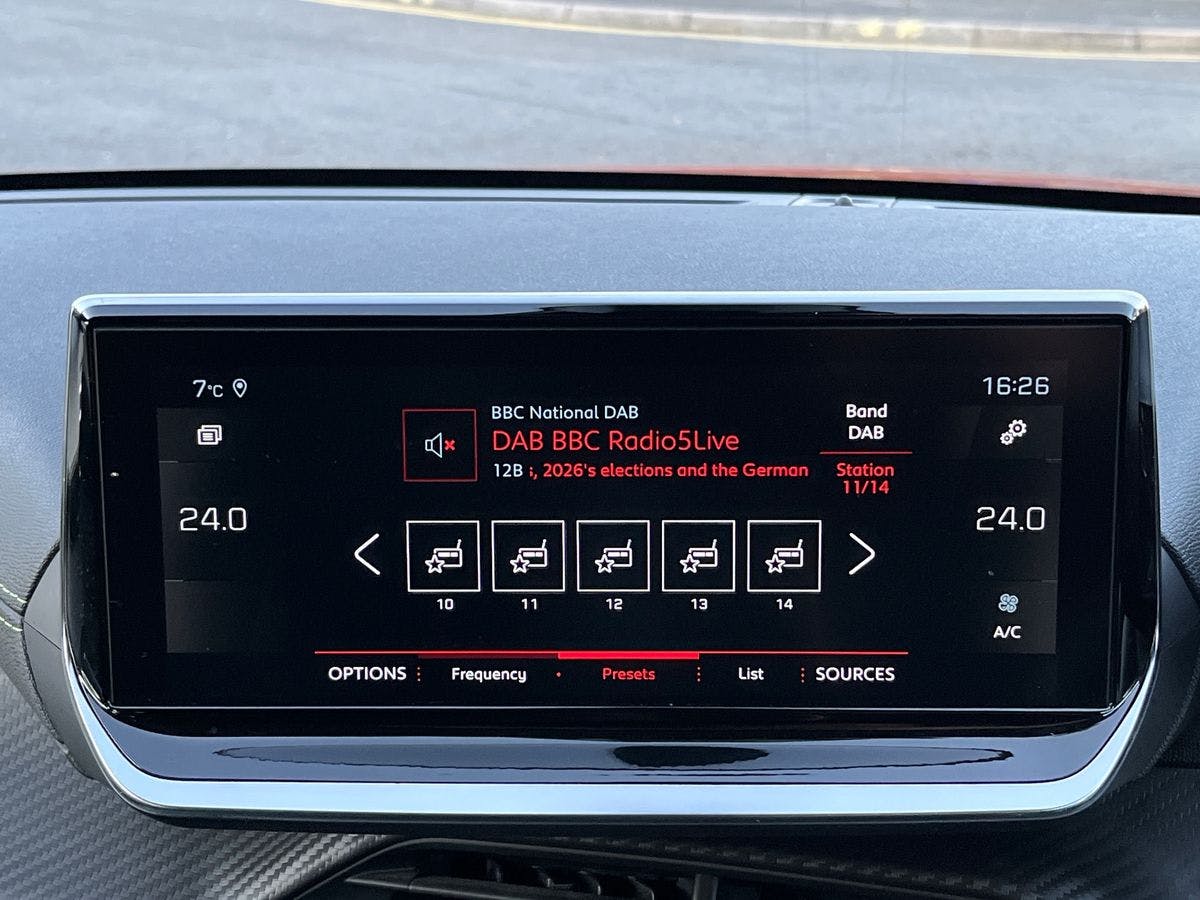 7°C
16:26
BBC National DAB
DAB BBC Radio5Live
12B ;, 2026's elections and the German
Band
DAB
Station
11/14
24.0
24.0
10 11 12 13 14
A/C
OPTIONS Frequency Presets List SOURCES